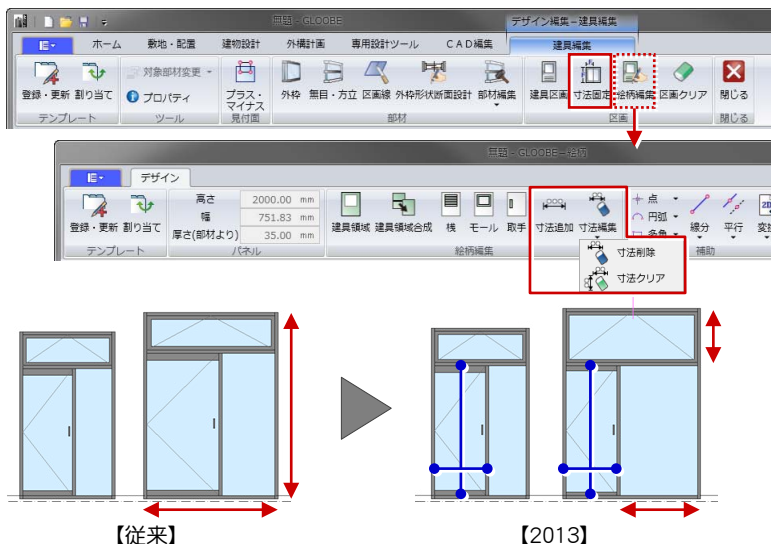 無題 - GLOOBE
デザイン編集－建具編集
ホーム 敷地・配置 建物設計 外構計画 専用設計ツール CAD編集 建具編集
登録・更新 割り当て
対象部材変更
プロパティ
プラス・マイナス
外枠 無目・方立 区画線 外枠形状断面設計 部材編集
建具区画 寸法固定 絵柄編集 区画クリア
閉じる
テンプレート ツール 見付面 部材 区画 閉じる
無題 - GLOOBE－絵柄
デザイン
登録・更新 割り当て
高さ 2000.00 mm
幅 751.83 mm
厚さ(部材より) 35.00 mm
建具領域 建具領域合成 桟 モール 取手
寸法追加 寸法編集
点
円弧
多角
線分 平行 変換
2D
テンプレート パネル 絵柄編集 補助
寸法削除
寸法クリア
【従来】
【2013】